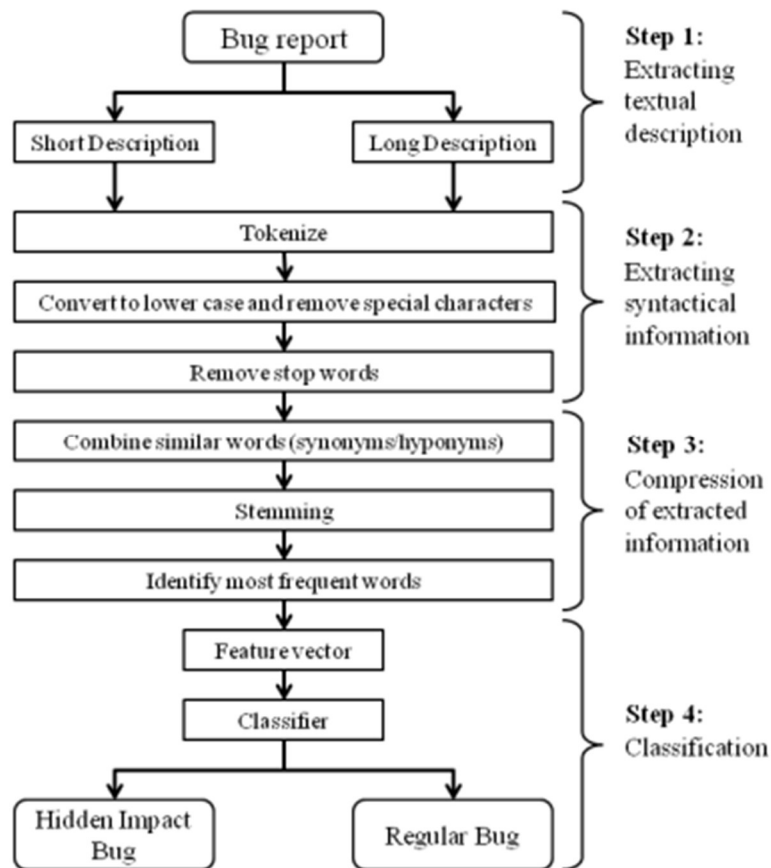 Bug report
Step 1:
Extracting
textual
description
Short Description
Long Description
Tokenize
Step 2:
Extracting
syntactical
information
Convert to lower case and remove special characters
Remove stop words
Combine similar words (synonyms/hyponyms)
Step 3:
Compression
of extracted
information
Stemming
Identify most frequent words
Feature vector
Classifier
Step 4:
Classification
Hidden Impact
Bug
Regular Bug